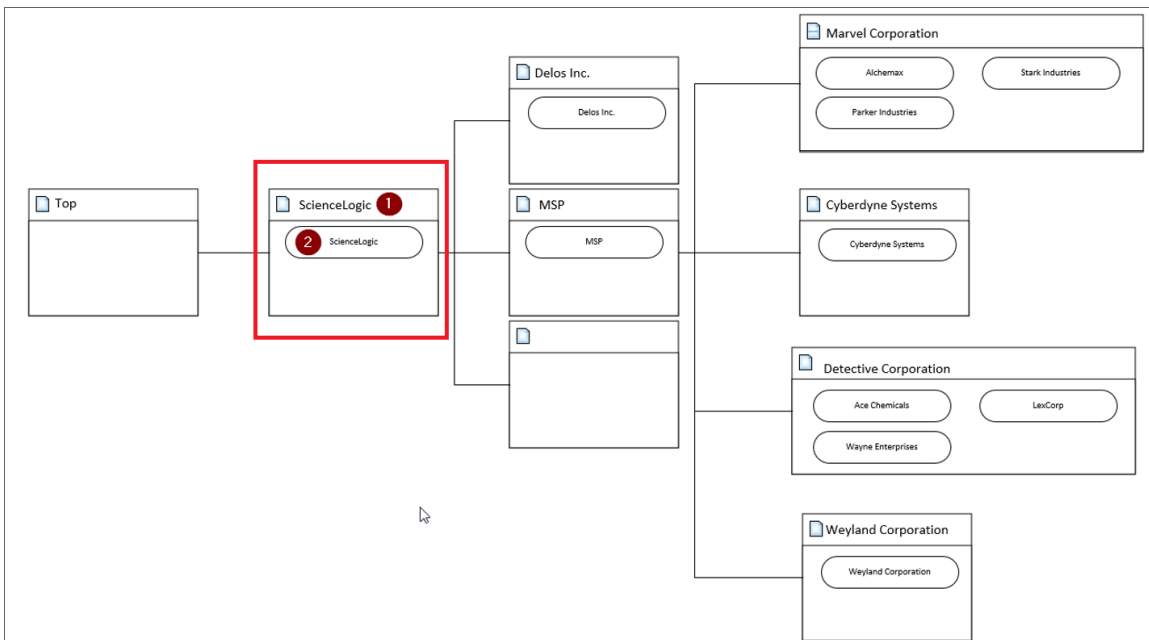 Top
ScienceLogic 1
2 ScienceLogic
Delos Inc.
Delos Inc.
MSP
MSP
Marvel Corporation
Alchemax
Stark Industries
Parker Industries
Cyberdyne Systems
Cyberdyne Systems
Detective Corporation
Ace Chemicals
LexCorp
Wayne Enterprises
Weyland Corporation
Weyland Corporation